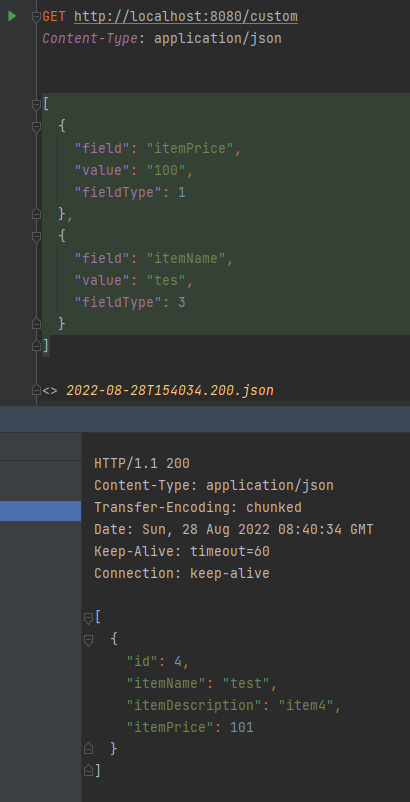 GET http://localhost:8080/custom
Content-Type: application/json
[
{
"field": "itemPrice",
"value": "100",
"fieldType": 1
},
{
"field": "itemName",
"value": "tes",
"fieldType": 3
}
]
<> 2022-08-28T154034.200.json
HTTP/1.1 200
Content-Type: application/json
Transfer-Encoding: chunked
Date: Sun, 28 Aug 2022 08:40:34 GMT
Keep-Alive: timeout=60
Connection: keep-alive
[
{
"id": 4,
"itemName": "test",
"itemDescription": "item4",
"itemPrice": 101
}
]